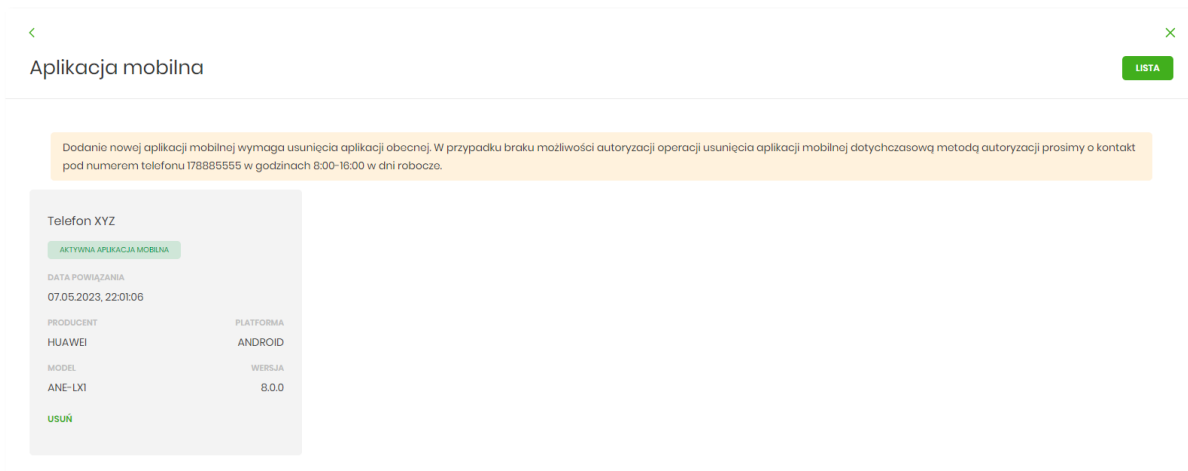 Aplikacja mobilna
LISTA
Dodanie nowej aplikacji mobilnej wymaga usunięcia aplikacji obecnej. W przypadku braku możliwości autoryzacji operacji usunięcia aplikacji mobilnej dotychczasową metodą autoryzacji prosimy o kontakt
pod numerem telefonu 178885555 w godzinach 8:00-16:00 w dni robocze.
Telefon XYZ
AKTYWNA APLIKACJA MOBILNA
DATA POWIĄZANIA
07.05.2023, 22:01:06
PRODUCENT PLATFORMA
HUAWEI ANDROID
MODEL WERSJA
ANE-LX1 8.0.0
USUŃ